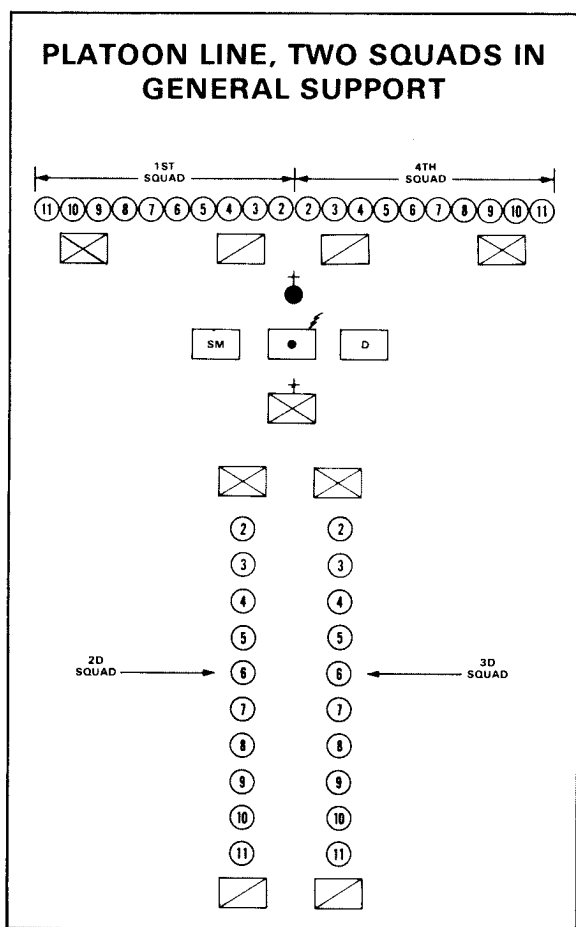 PLATOON LINE, TWO SQUADS IN
GENERAL SUPPORT
1ST
SQUAD
4TH
SQUAD
11 10 9 8 7 6 5 4 3 2 2 3 4 5 6 7 8 9 10 11
SM D
2 2
3 3
4 4
5 5
2D
SQUAD
6 6
3D
SQUAD
7 7
8 8
9 9
10 10
11 11